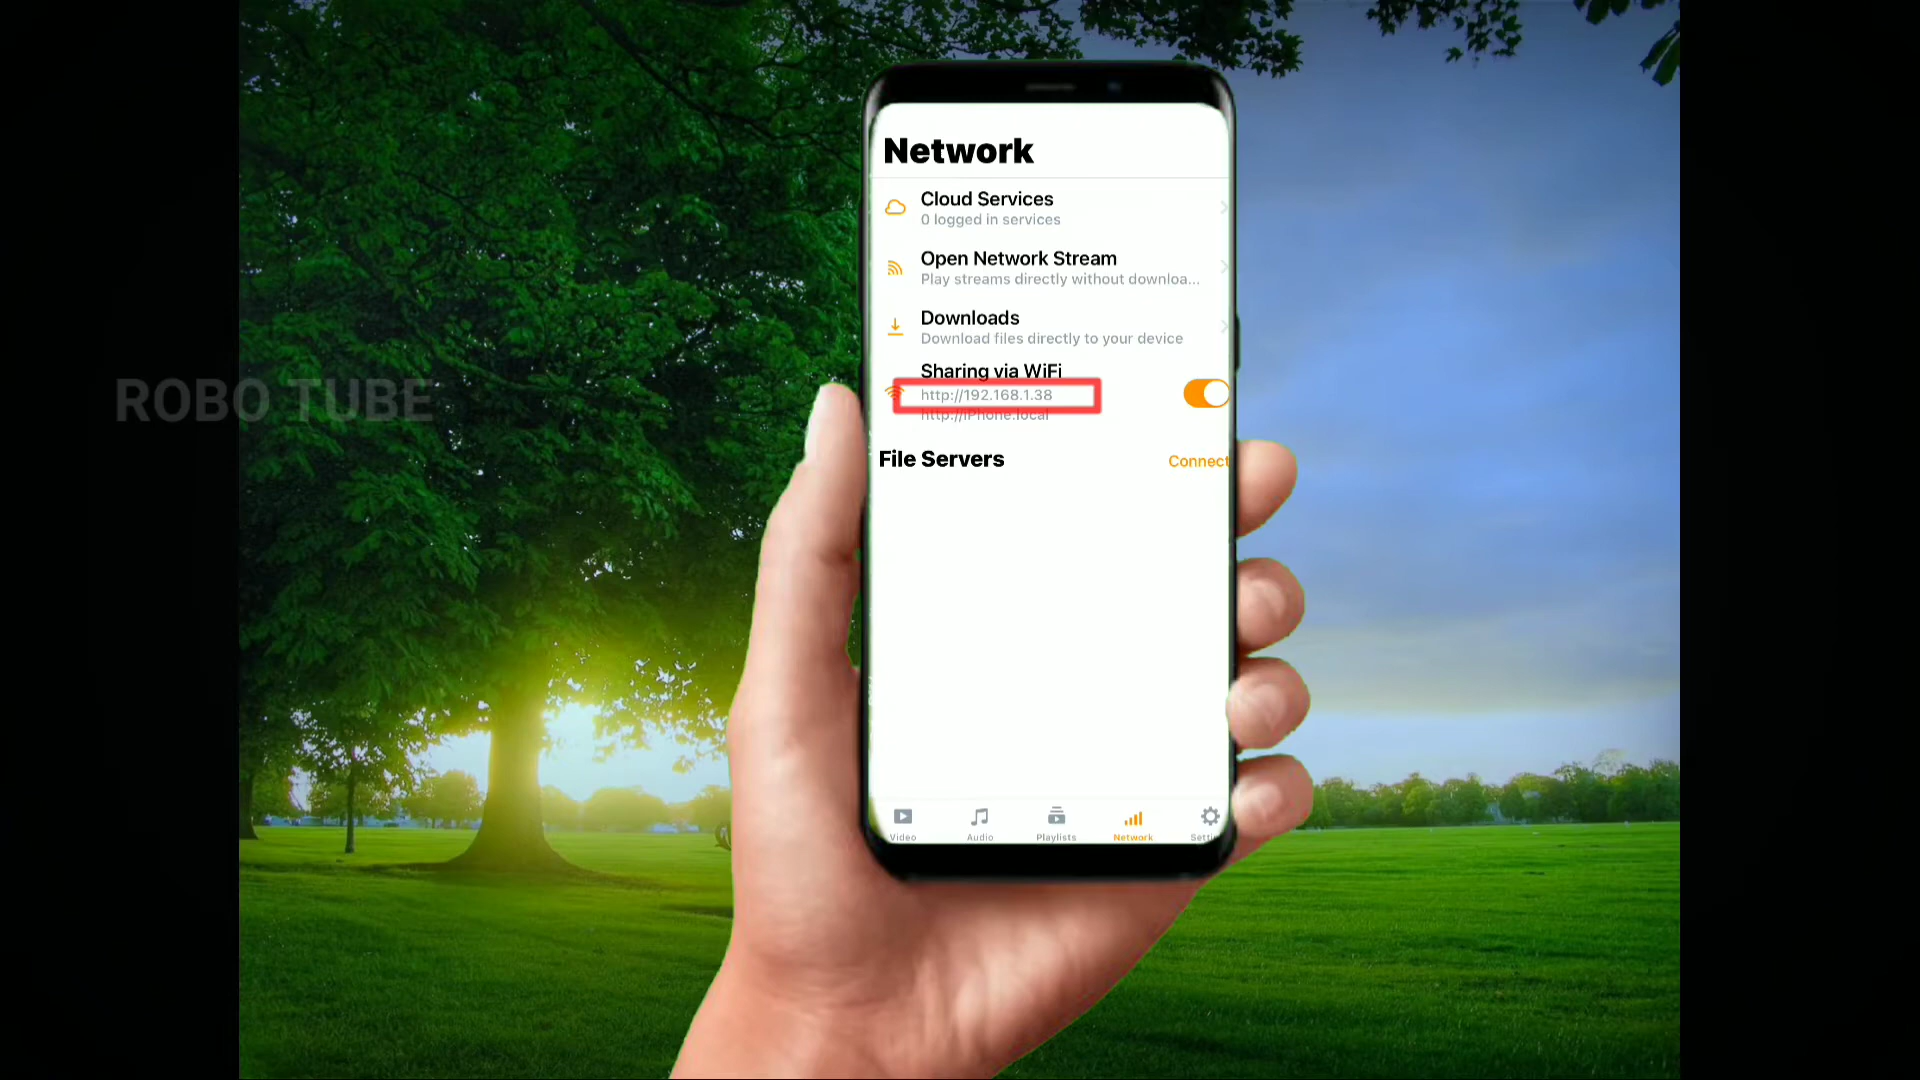 Network
Cloud Services
0 logged in services
Open Network Stream
Play streams directly without downloa...
Downloads
Download files directly to your device
Sharing via WiFi
http://192.168.1.38
http://iPhone.local
ROBO TUBE
File Servers
Connect
Video
Audio
Playlists
Network
Settin